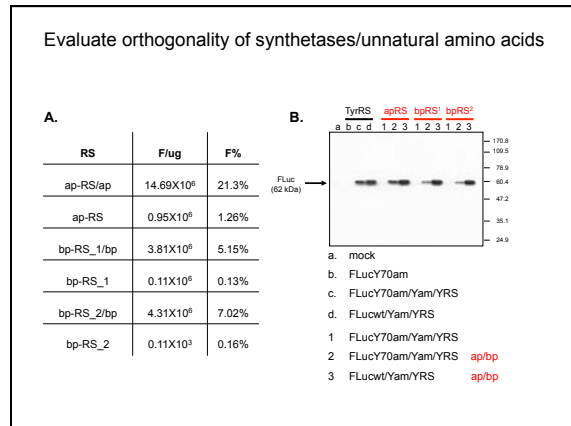 Evaluate orthogonality of synthetases/unnatural amino acids
A.
RS F/ug F%
ap-RS/ap 14.69X10⁶ 21.3%
ap-RS 0.95X10⁶ 1.26%
bp-RS_1/bp 3.81X10⁶ 5.15%
bp-RS_1 0.11X10⁶ 0.13%
bp-RS_2/bp 4.31X10⁶ 7.02%
bp-RS_2 0.11X10³ 0.16%
B.
TyrRS apRS bpRS¹ bpRS²
a b c d 1 2 3 1 2 3 1 2 3
FLuc
(62 kDa)
170.8
109.5
78.9
60.4
47.2
35.1
24.9
a. mock
b. FLucY70am
c. FLucY70am/Yam/YRS
d. FLucwt/Yam/YRS
1 FLucY70am/Yam/YRS
2 FLucY70am/Yam/YRS ap/bp
3 FLucwt/Yam/YRS ap/bp